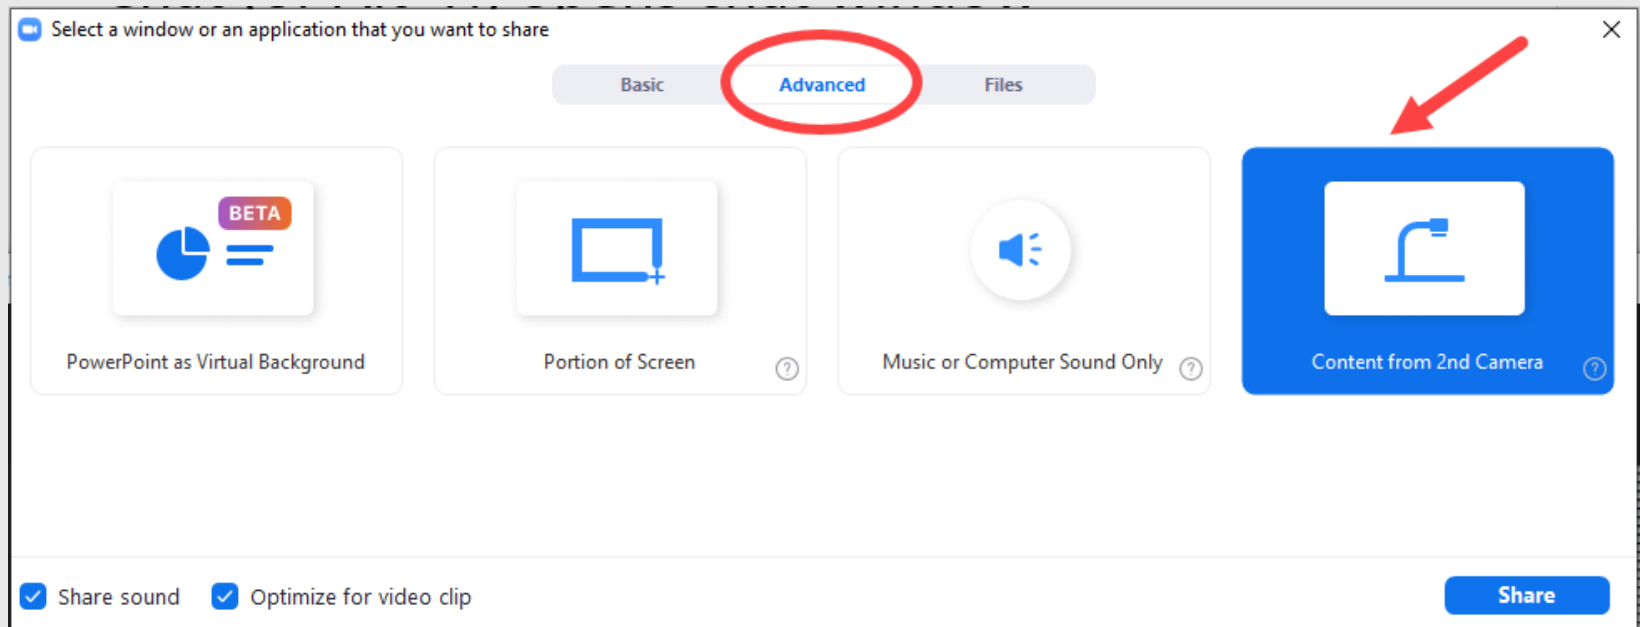 Select a window or an application that you want to share
Basic
Advanced
Files
BETA
PowerPoint as Virtual Background
Portion of Screen
?
Music or Computer Sound Only
?
Content from 2nd Camera
?
Share sound
Optimize for video clip
Share